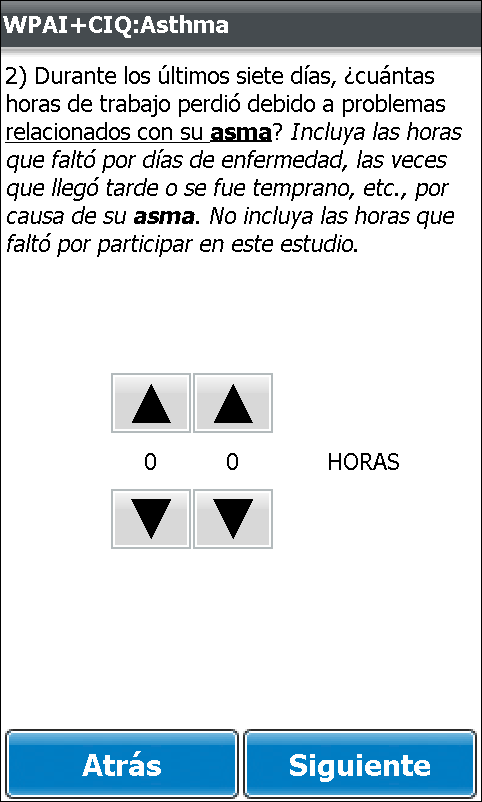 WPAI+CIQ:Asthma
2) Durante los últimos siete días, ¿cuántas
horas de trabajo perdió debido a problemas
relacionados con su asma? Incluya las horas
que faltó por días de enfermedad, las veces
que llegó tarde o se fue temprano, etc., por
causa de su asma. No incluya las horas que
faltó por participar en este estudio.
0 0 HORAS
Atrás Siguiente